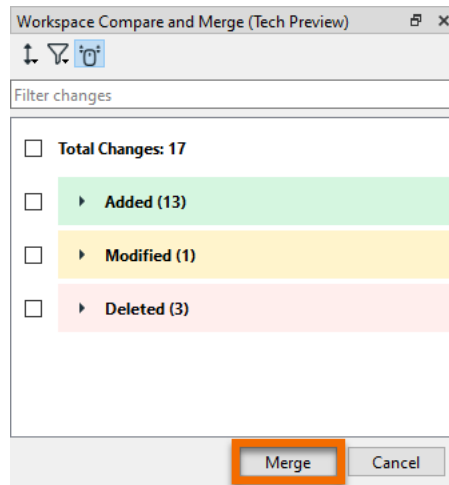 Workspace Compare and Merge (Tech Preview)
Filter changes
Total Changes: 17
Added (13)
Modified (1)
Deleted (3)
Merge Cancel